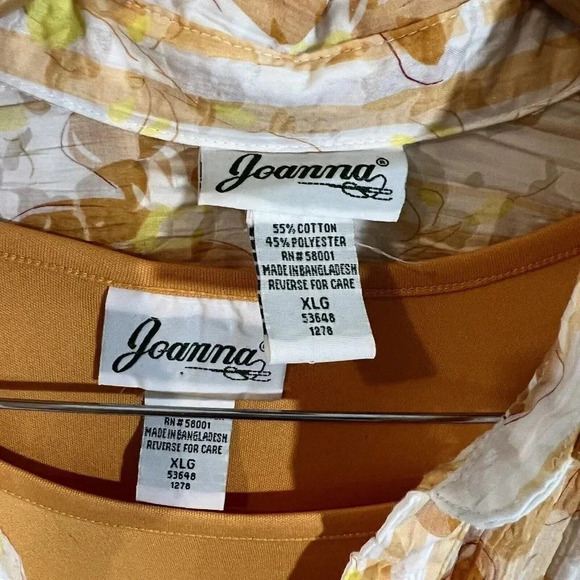 Joanna®
55% COTTON
45% POLYESTER
RN# 58001
MADE IN BANGLADESH
REVERSE FOR CARE
XLG
53648
1278
Joanna®
RN# 58001
MADE IN BANGLADESH
REVERSE FOR CARE
XLG
53648
1278